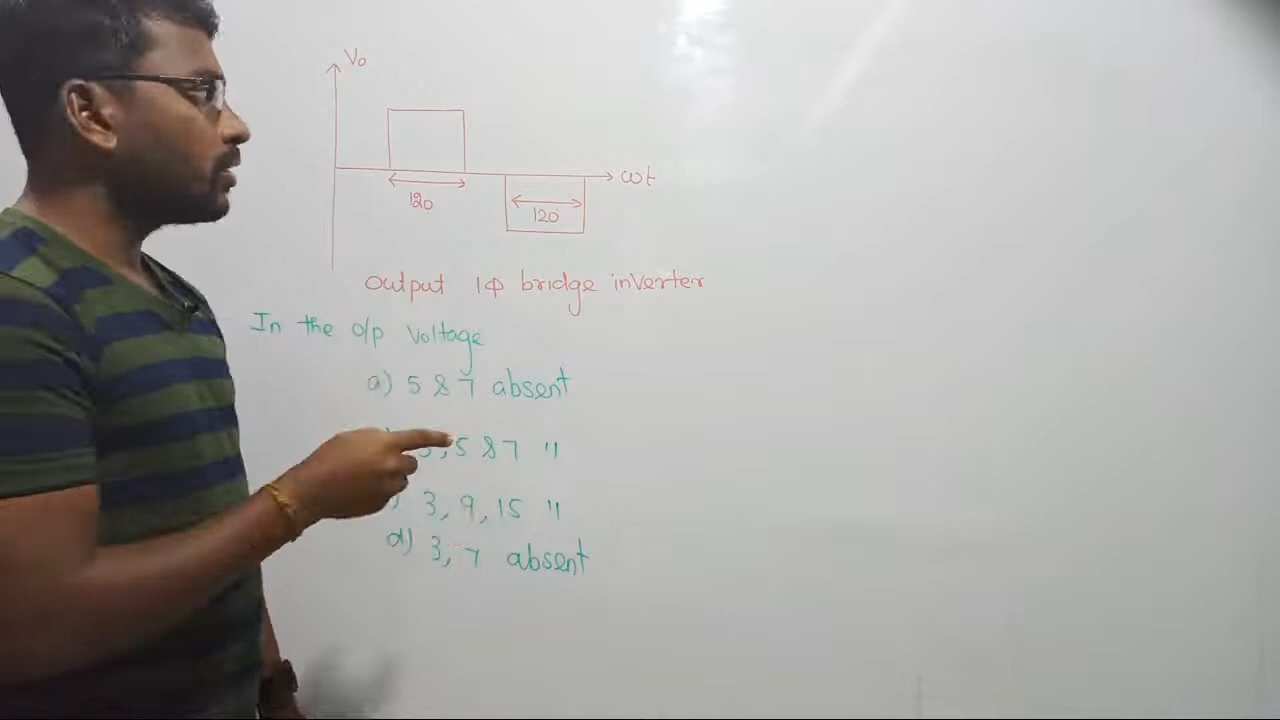 Vo
ωt
120
120
output 1Φ bridge inverter
In the o/p voltage
a) 5 & 7 absent
,5 & 7 "
) 3, 9, 15 "
d) 3, 7 absent